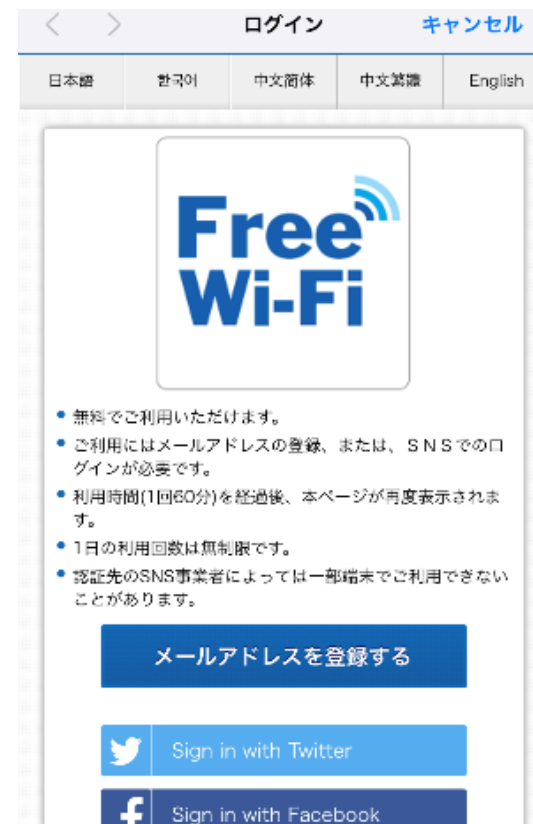 ログイン キャンセル
日本語 한국어 中文简体 中文繁體 English
Free
Wi-Fi
• 無料でご利用いただけます。
• ご利用にはメールアドレスの登録、または、ＳＮＳでのロ
グインが必要です。
• 利用時間(1回60分)を経過後、本ページが再度表示されま
す。
• 1日の利用回数は無制限です。
• 認証先のSNS事業者によっては一部端末でご利用できない
ことがあります。
メールアドレスを登録する
Sign in with Twitter
Sign in with Facebook